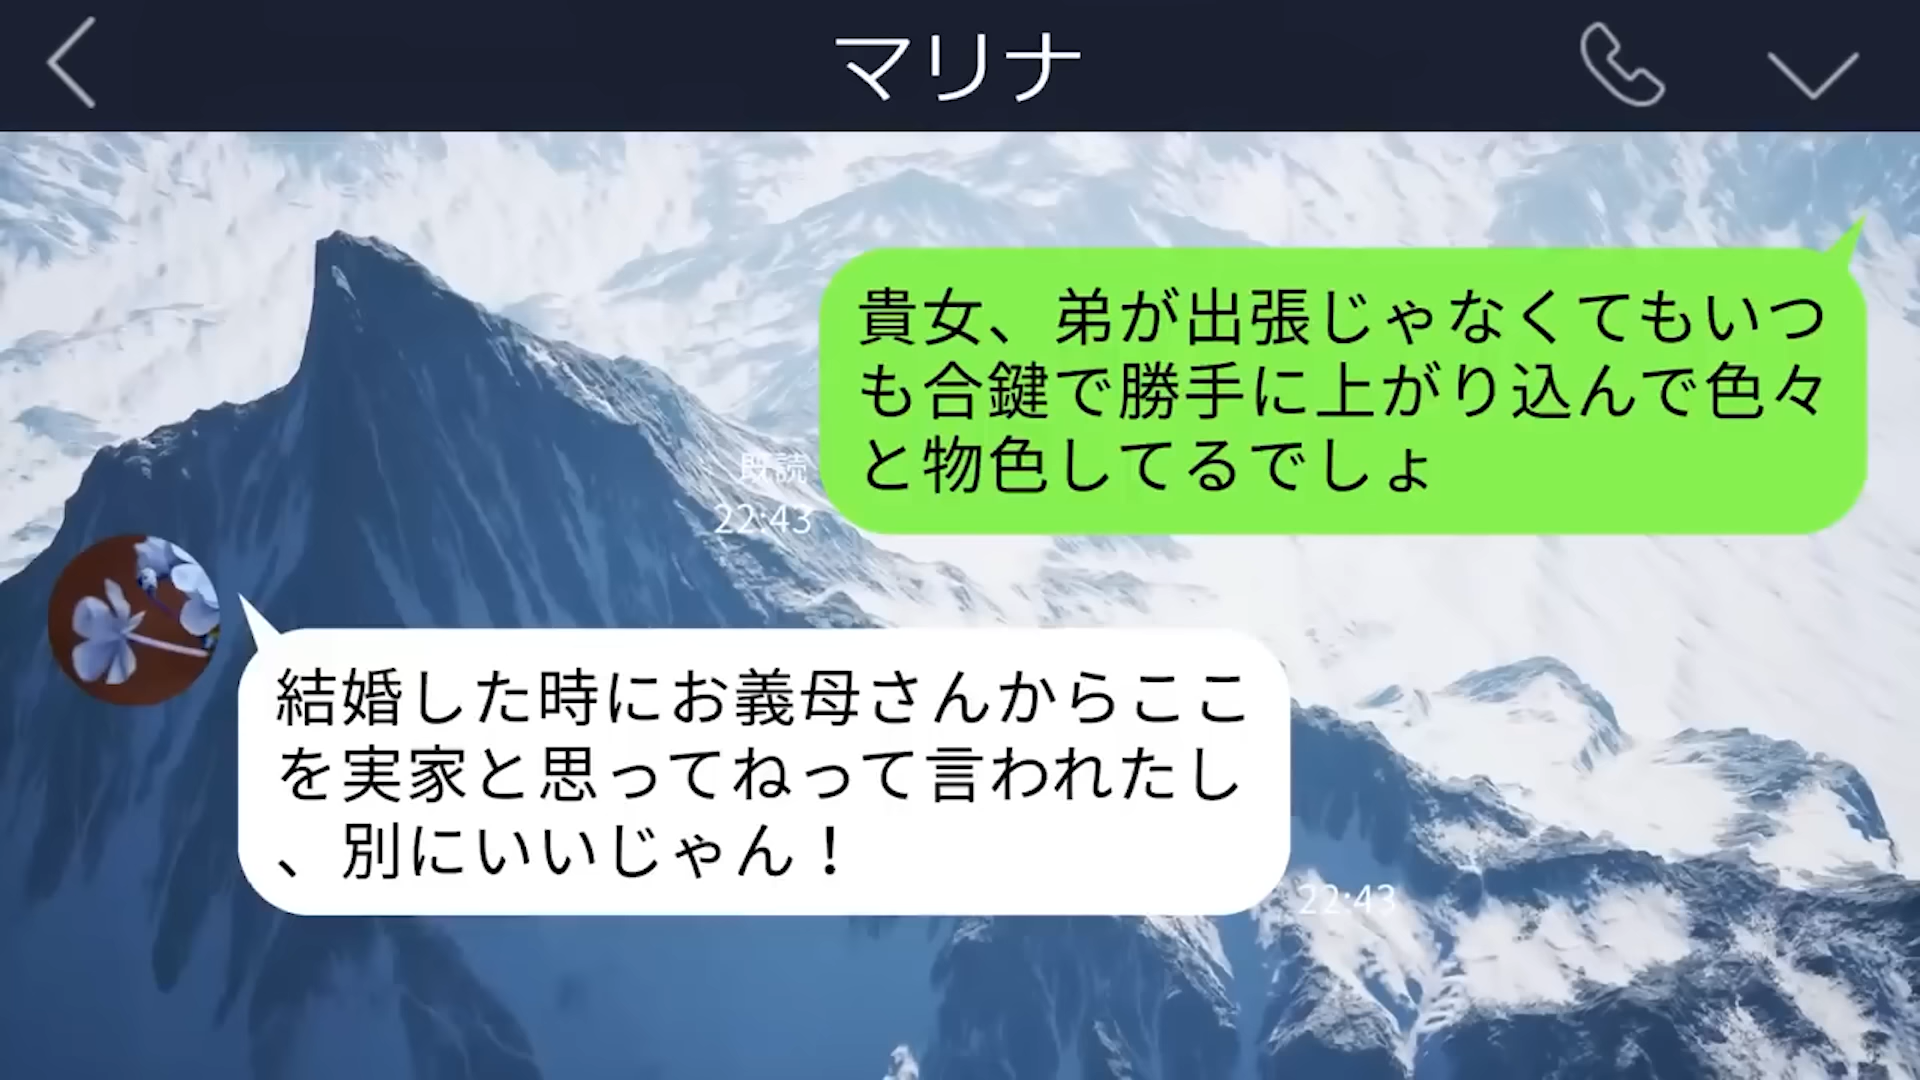 マリナ
貴女、弟が出張じゃなくてもいつ
も合鍵で勝手に上がり込んで色々
と物色してるでしょ
既読
22:43
結婚した時にお義母さんからここ
を実家と思ってねって言われたし
、別にいいじゃん！
22:43